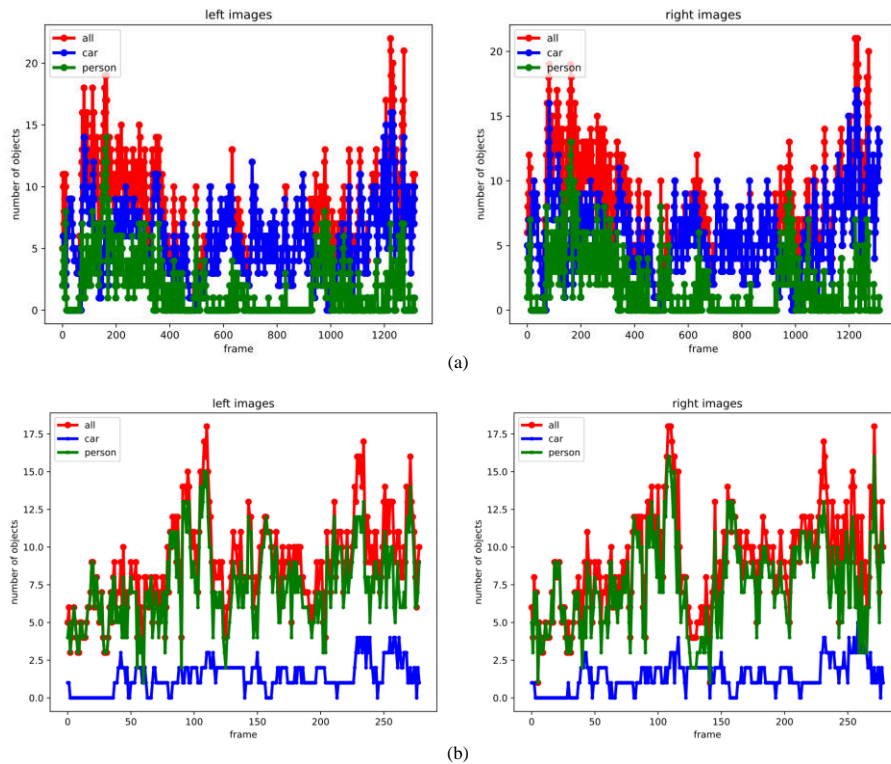 left images
right images
all
car
person
all
car
person
number of objects
number of objects
20
15
10
5
0
20
15
10
5
0
0 200 400 600 800 1000 1200
0 200 400 600 800 1000 1200
frame
frame
(a)
left images
right images
all
car
person
all
car
person
number of objects
number of objects
17.5
15.0
12.5
10.0
7.5
5.0
2.5
0.0
17.5
15.0
12.5
10.0
7.5
5.0
2.5
0.0
0 50 100 150 200 250
0 50 100 150 200 250
frame
frame
(b)